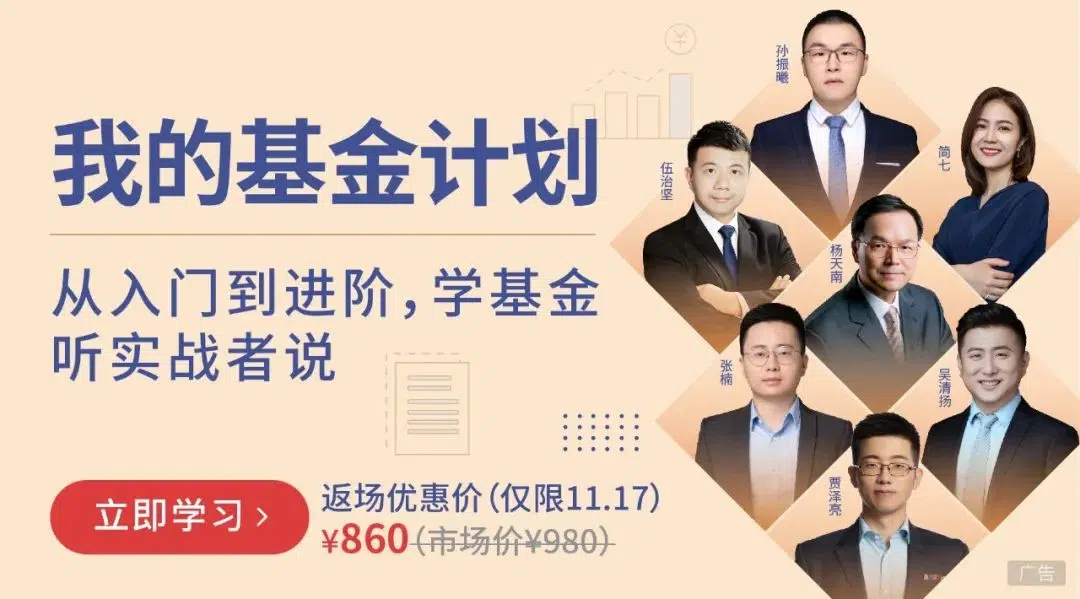 我的基金计划
从入门到进阶，学基金
听实战者说
立即学习
返场优惠价（仅限11.17）
¥860（市场价¥980）
孙振曦
简七
伍治坚
杨天南
张楠
吴清扬
贾泽亮
广告